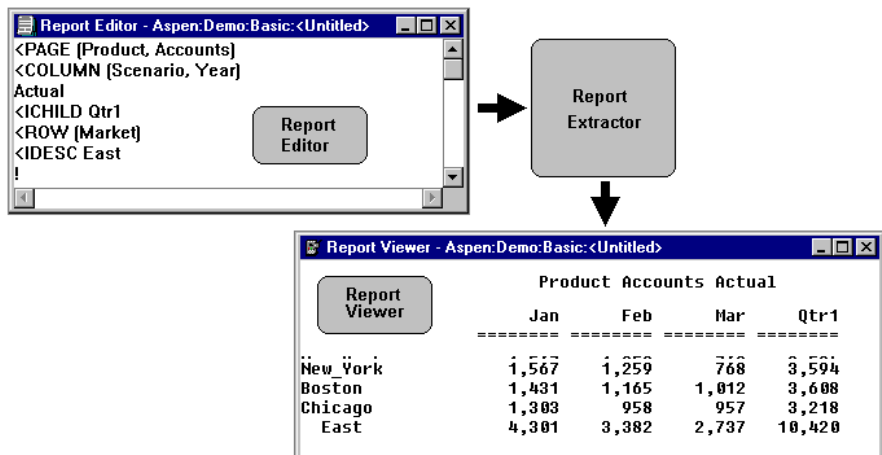 Report Editor - Aspen:Demo:Basic:<Untitled>
<PAGE (Product, Accounts)
<COLUMN (Scenario, Year)
Actual
<ICHILD Qtr1
<ROW (Market)
<IDESC East
!
Report
Editor
Report
Extractor
Report Viewer - Aspen:Demo:Basic:<Untitled>
Report
Viewer
Product Accounts Actual
Jan Feb Mar Qtr1
======== ======== ======== ========
New_York 1,567 1,259 768 3,594
Boston 1,431 1,165 1,012 3,608
Chicago 1,303 958 957 3,218
East 4,301 3,382 2,737 10,420